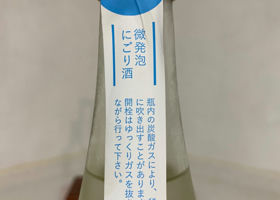 微発泡
にごり酒
瓶内の炭酸ガスにより、
に吹き出すことがあります
開栓はゆっくりガスを抜
ながら行って下さい。